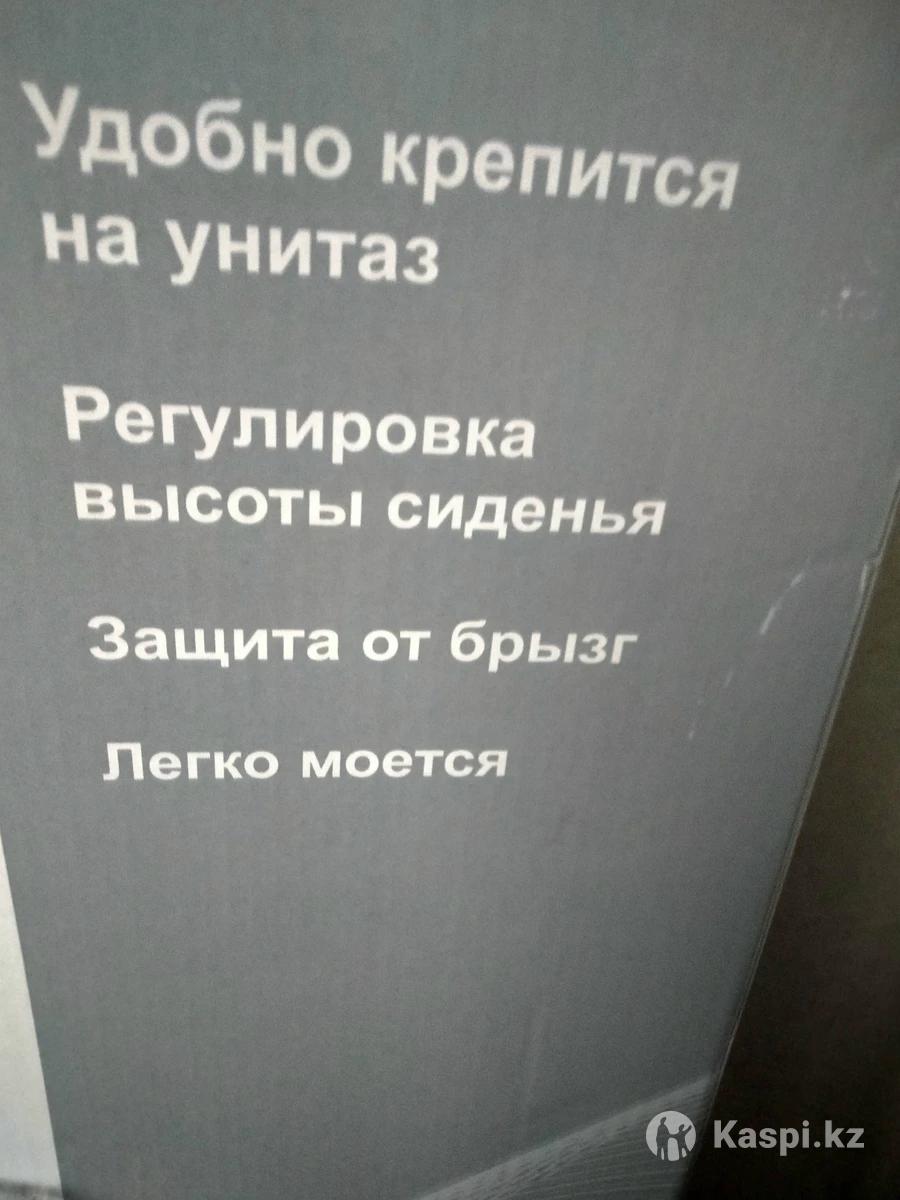 Удобно крепится
на унитаз
Регулировка
высоты сиденья
Защита от брызг
Легко моется
Kaspi.kz